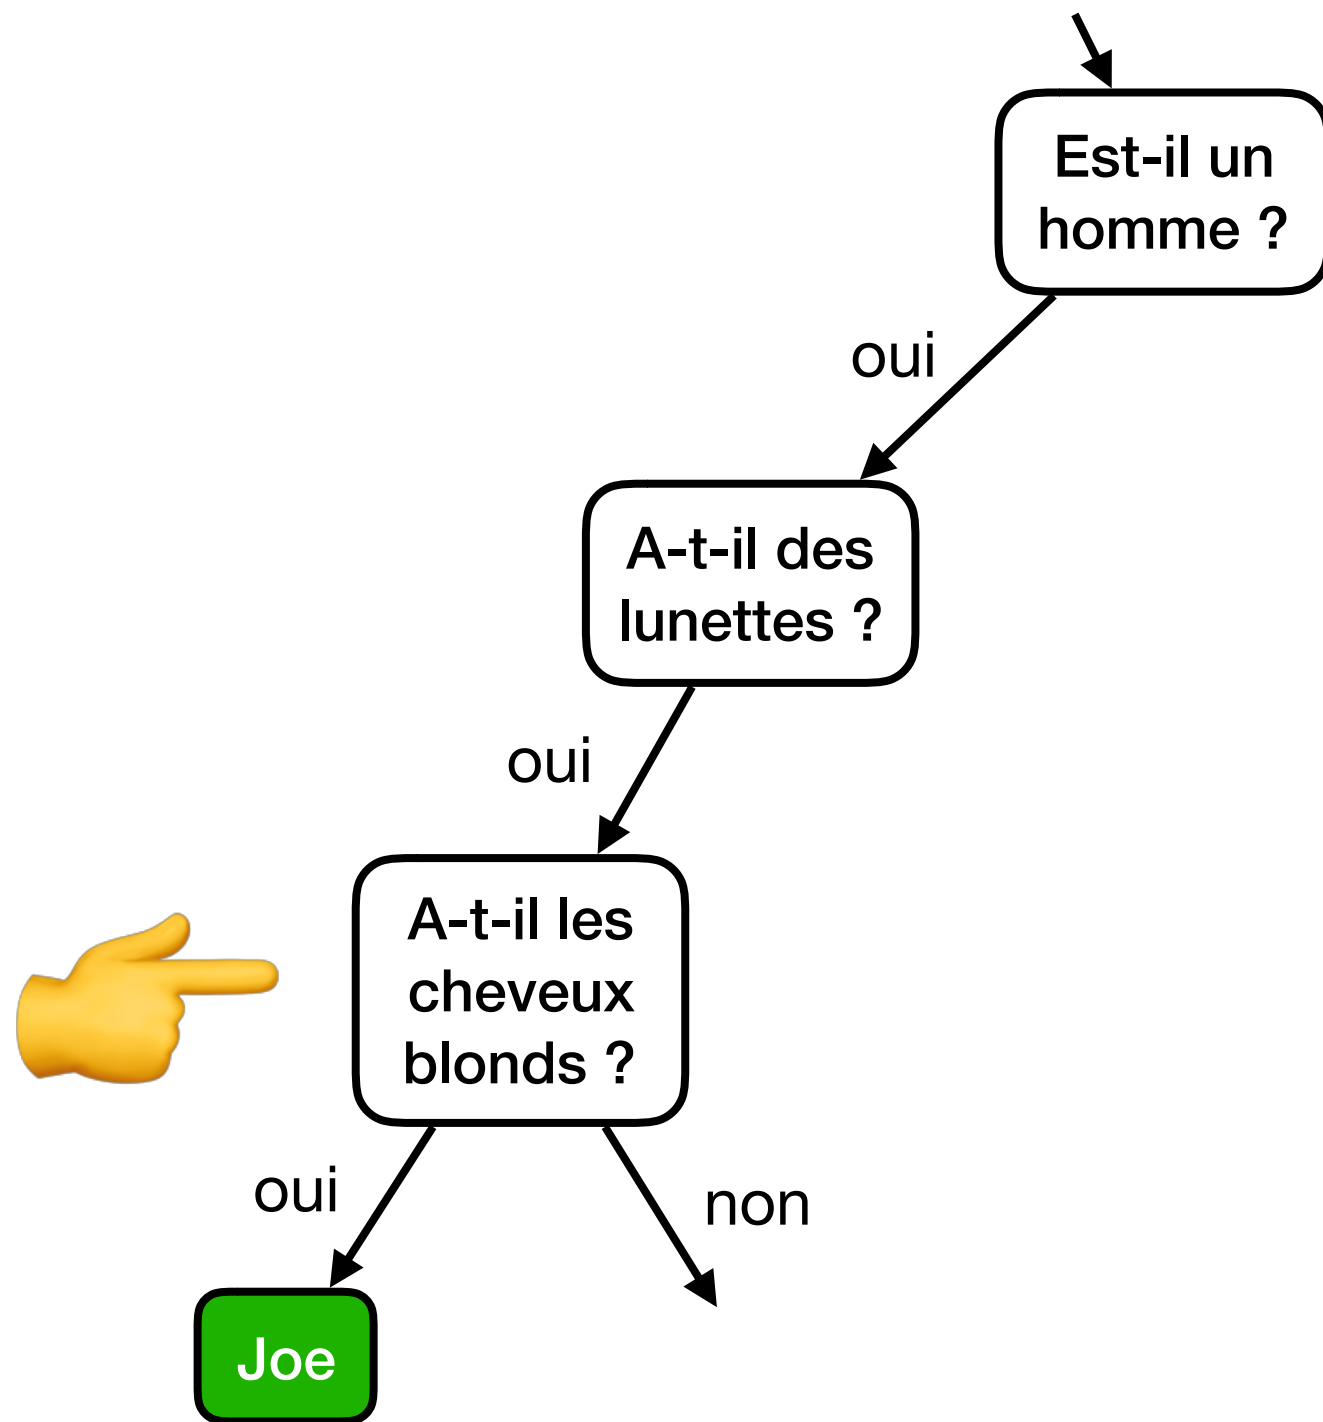 Est-il un
homme ?
oui
A-t-il des
lunettes ?
oui
A-t-il les
cheveux
blonds ?
oui
non
Joe